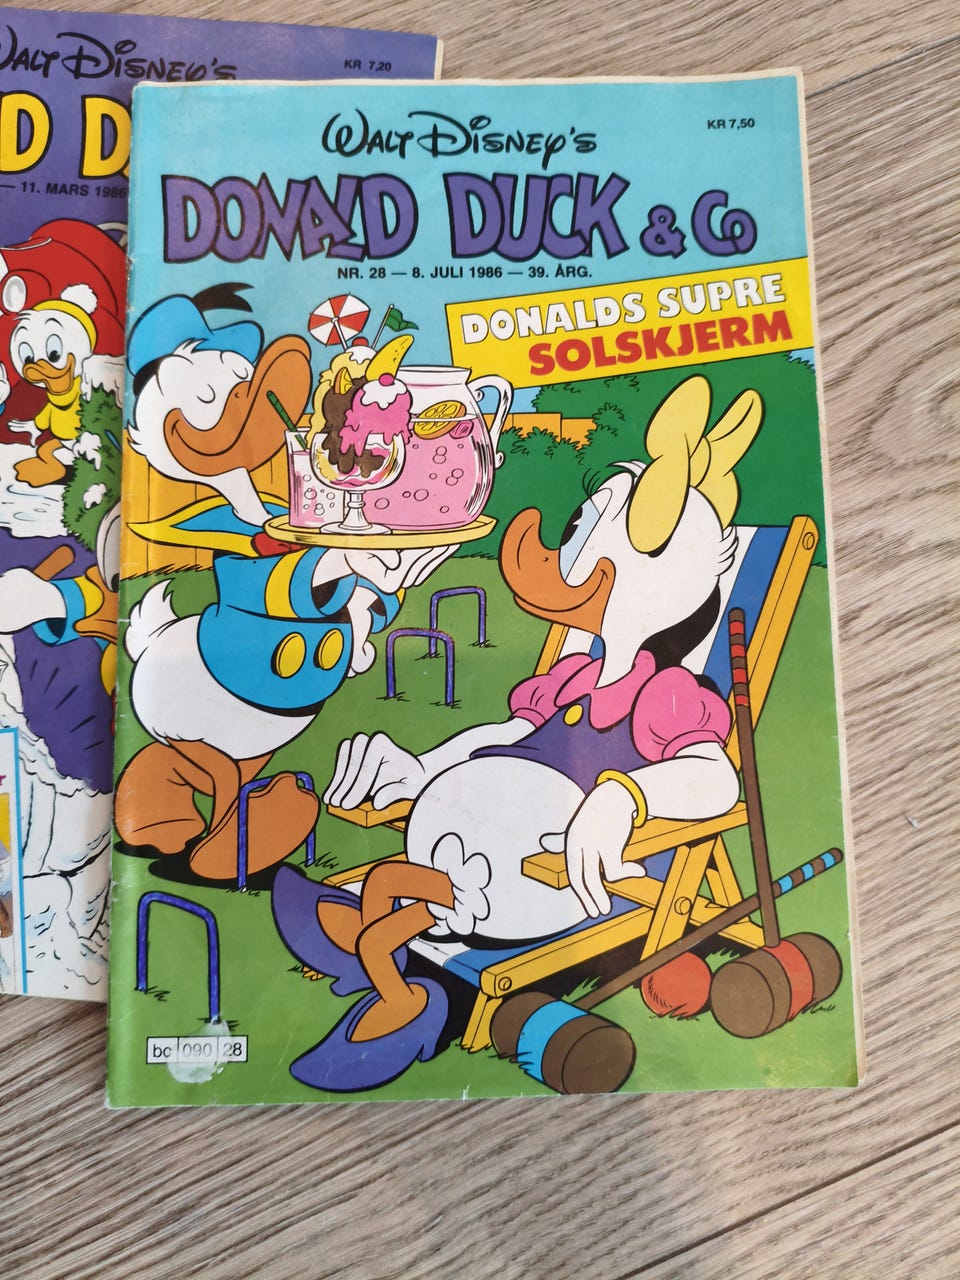 WALT DISNEY'S
KR 7,20
D D
— 11. MARS 1986
WALT DISNEY'S
KR 7,50
DONALD DUCK & Co
NR. 28 — 8. JULI 1986 — 39. ÅRG.
DONALDS SUPRE
SOLSKJERM
bc 090 28